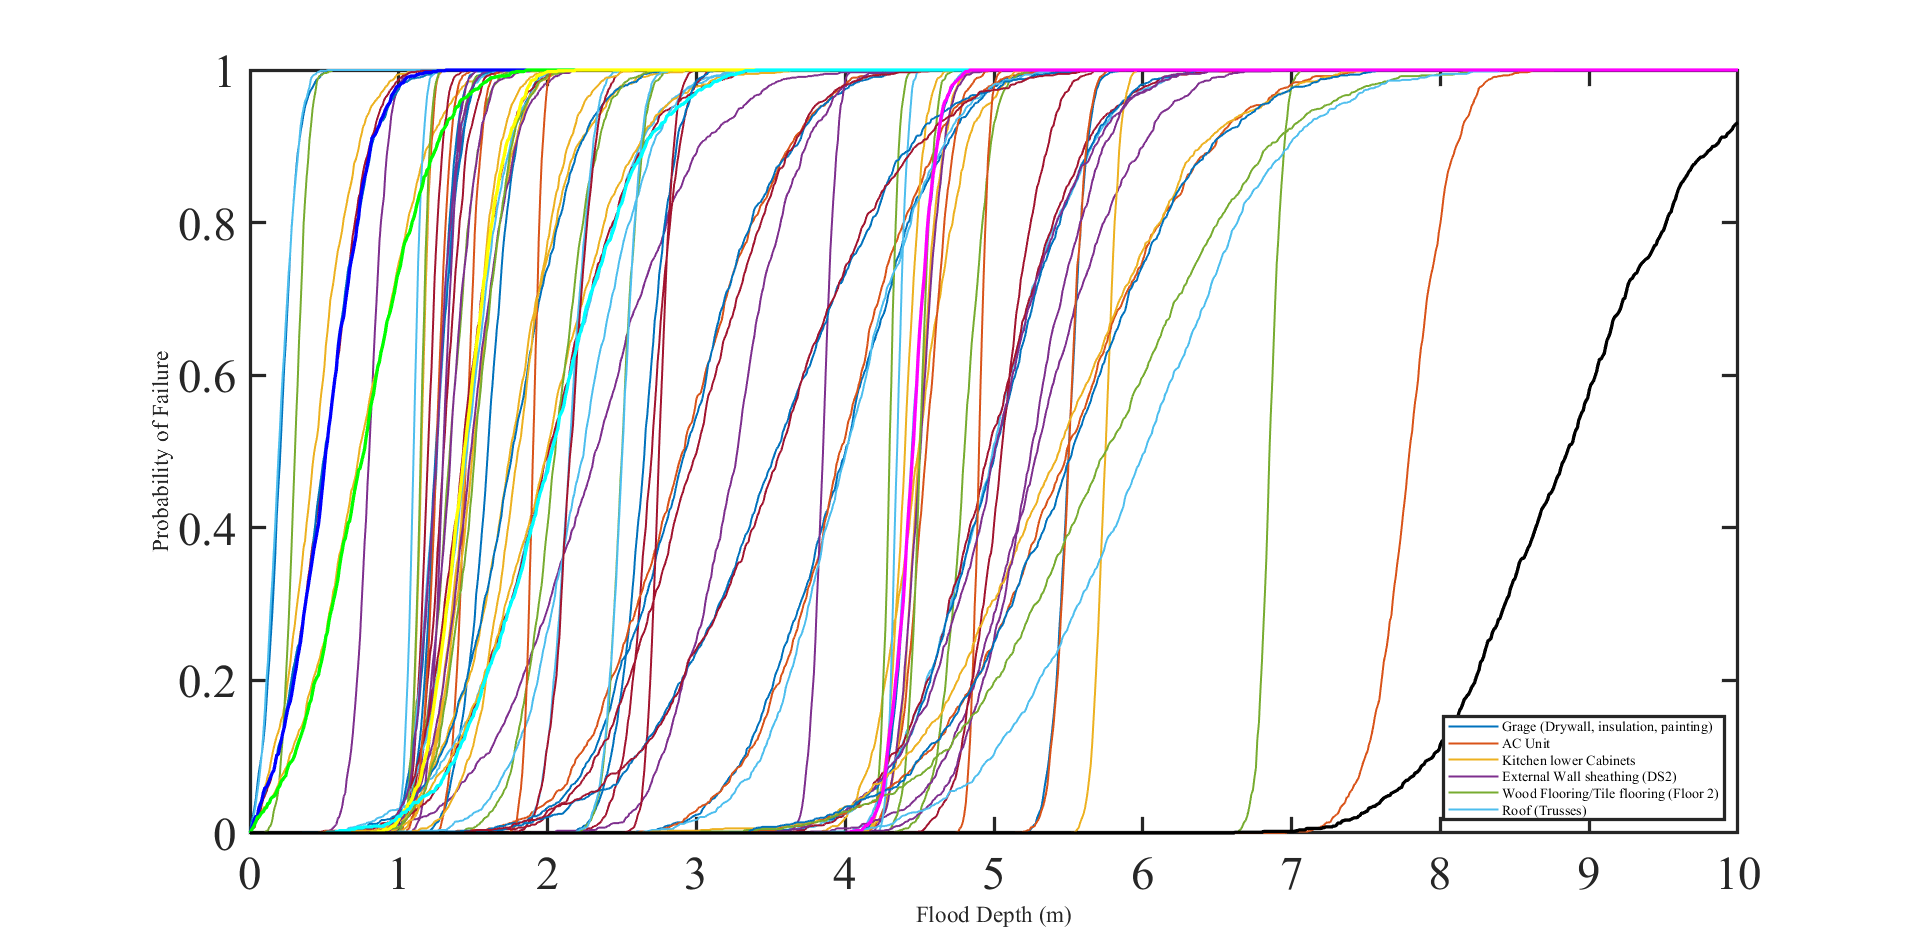 1
0.8
0.6
0.4
0.2
0
Probability of Failure
0 1 2 3 4 5 6 7 8 9 10
Flood Depth (m)
Grage (Drywall, insulation, painting)
AC Unit
Kitchen lower Cabinets
External Wall sheathing (DS2)
Wood Flooring/Tile flooring (Floor 2)
Roof (Trusses)